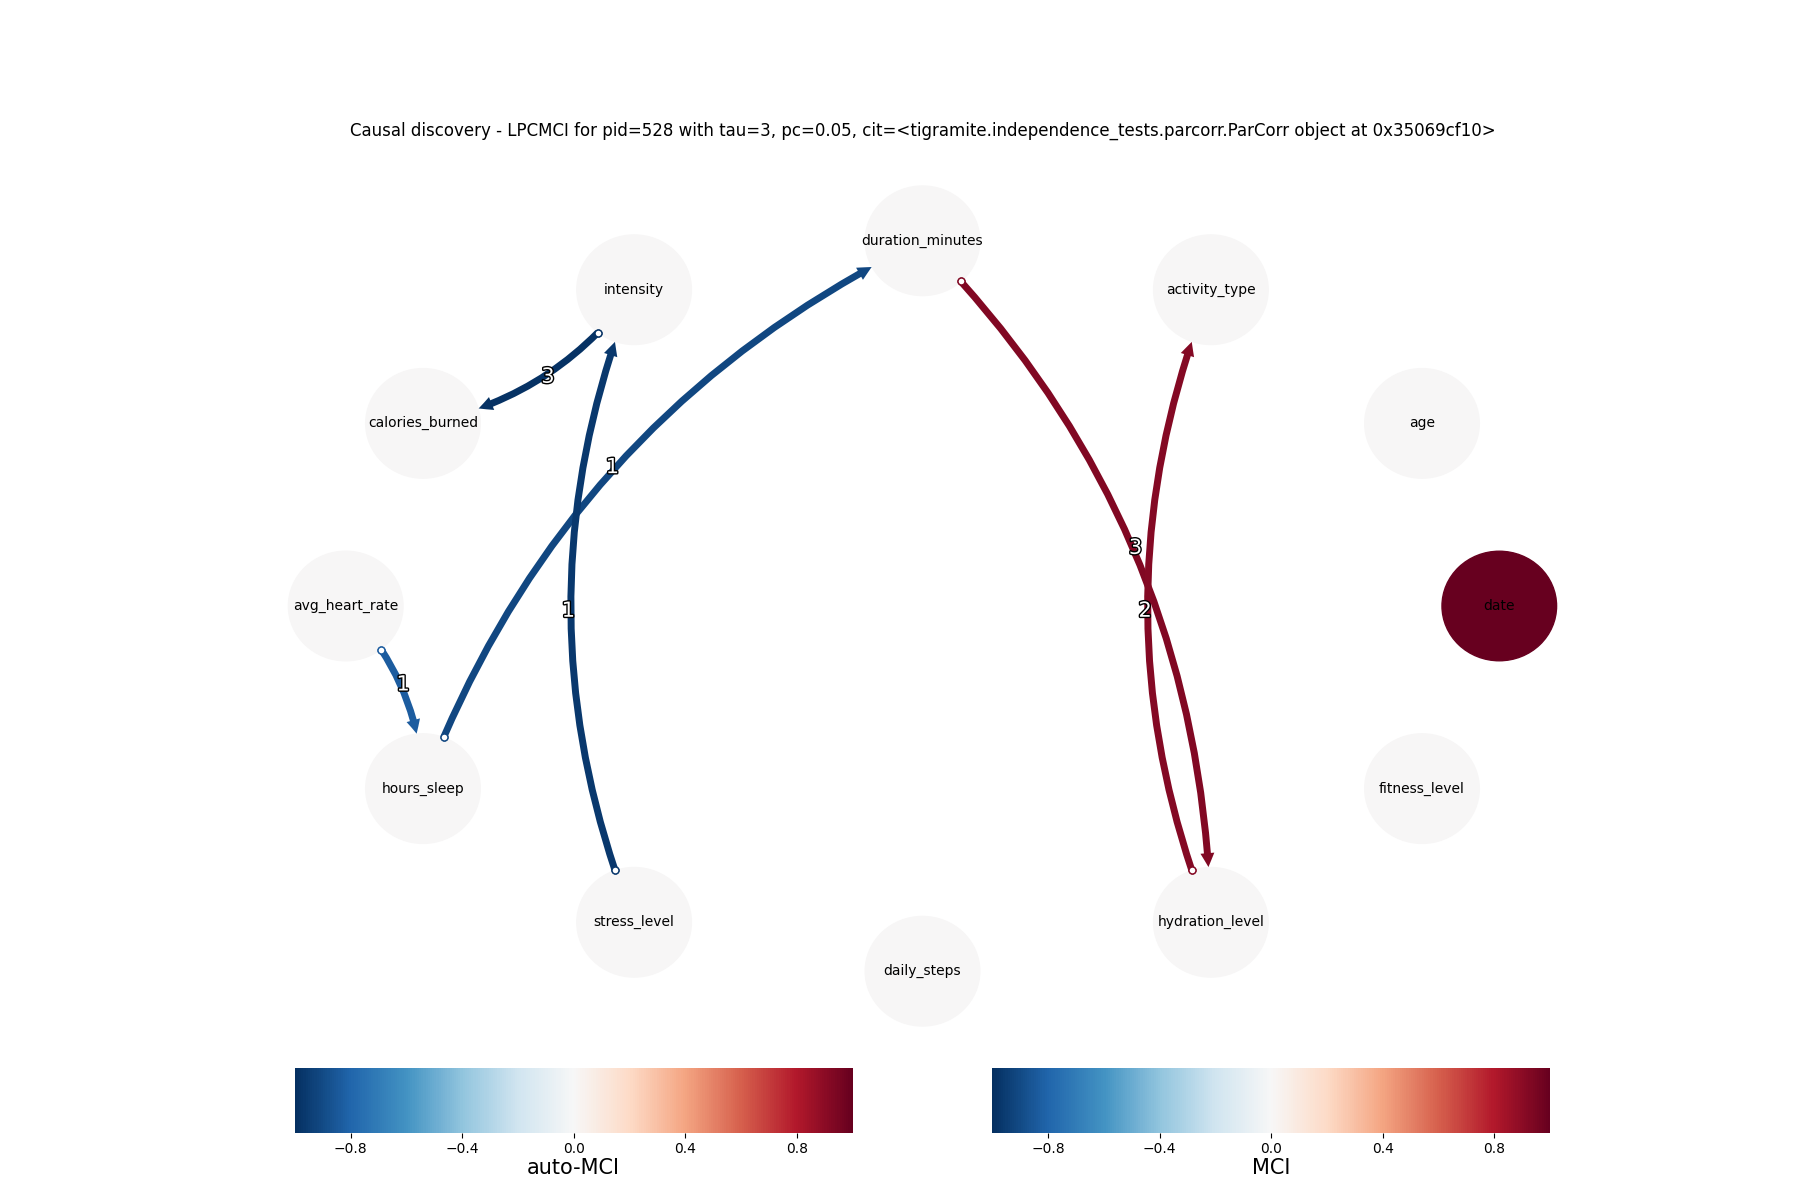 Causal discovery - LPCMCI for pid=528 with tau=3, pc=0.05, cit=<tigramite.independence_tests.parcorr.ParCorr object at 0x35069cf10>
duration_minutes
intensity
activity_type
3
calories_burned
age
1
3
avg_heart_rate
date
1
2
1
hours_sleep
fitness_level
stress_level
hydration_level
daily_steps
−0.8 −0.4 0.0 0.4 0.8
auto-MCI
−0.8 −0.4 0.0 0.4 0.8
MCI